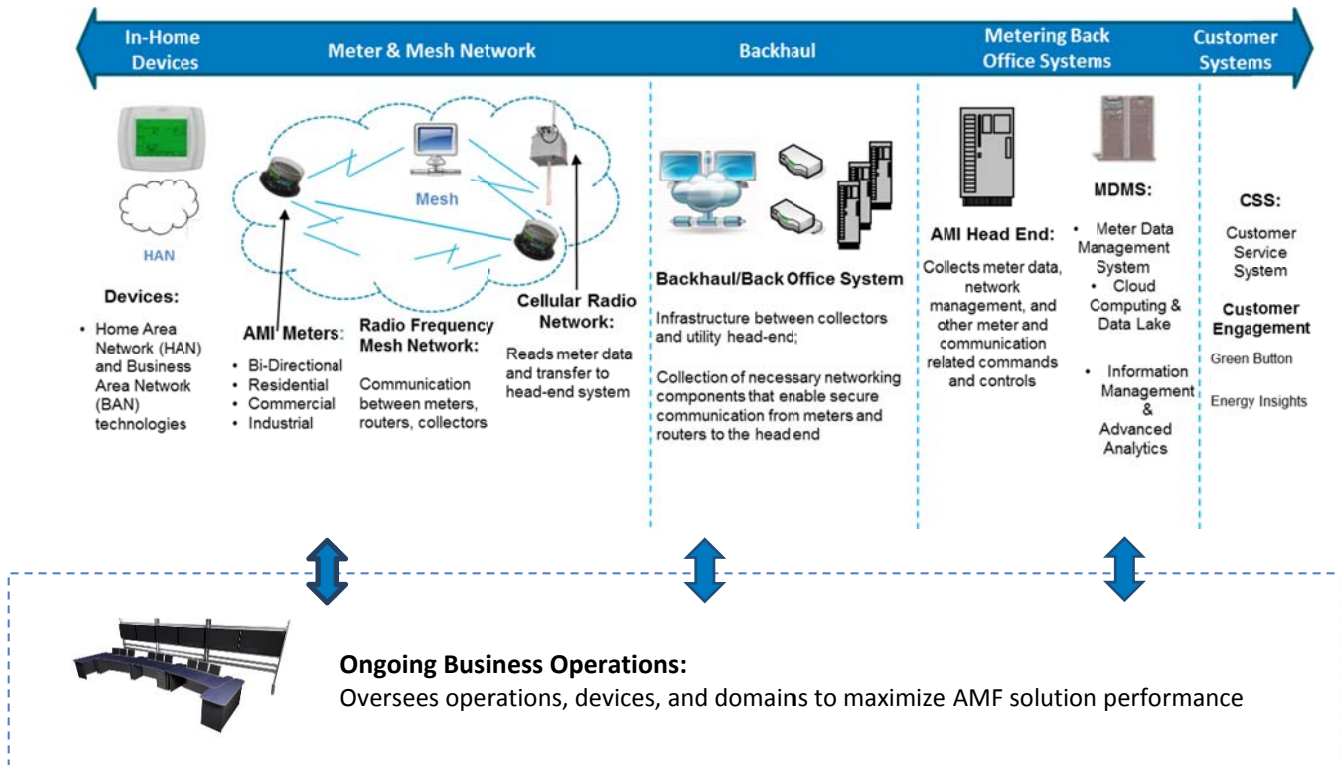 In-Home
Devices
Meter & Mesh Network
Backhaul
Metering Back
Office Systems
Customer
Systems
HAN
Devices:
• Home Area
Network (HAN)
and Business
Area Network
(BAN)
technologies
Mesh
AMI Meters:
• Bi-Directional
• Residential
• Commercial
• Industrial
Radio Frequency
Mesh Network:
Communication
between meters,
routers, collectors
Cellular Radio
Network:
Reads meter data
and transfer to
head-end system
Backhaul/Back Office System
Infrastructure between collectors
and utility head-end;
Collection of necessary networking
components that enable secure
communication from meters and
routers to the head end
AMI Head End:
Collects meter data,
network
management, and
other meter and
communication
related commands
and controls
MDMS:
• Meter Data
Management
System
• Cloud
Computing &
Data Lake
• Information
Management
&
Advanced
Analytics
CSS:
Customer
Service
System
Customer
Engagement
Green Button
Energy Insights
Ongoing Business Operations:
Oversees operations, devices, and domains to maximize AMF solution performance